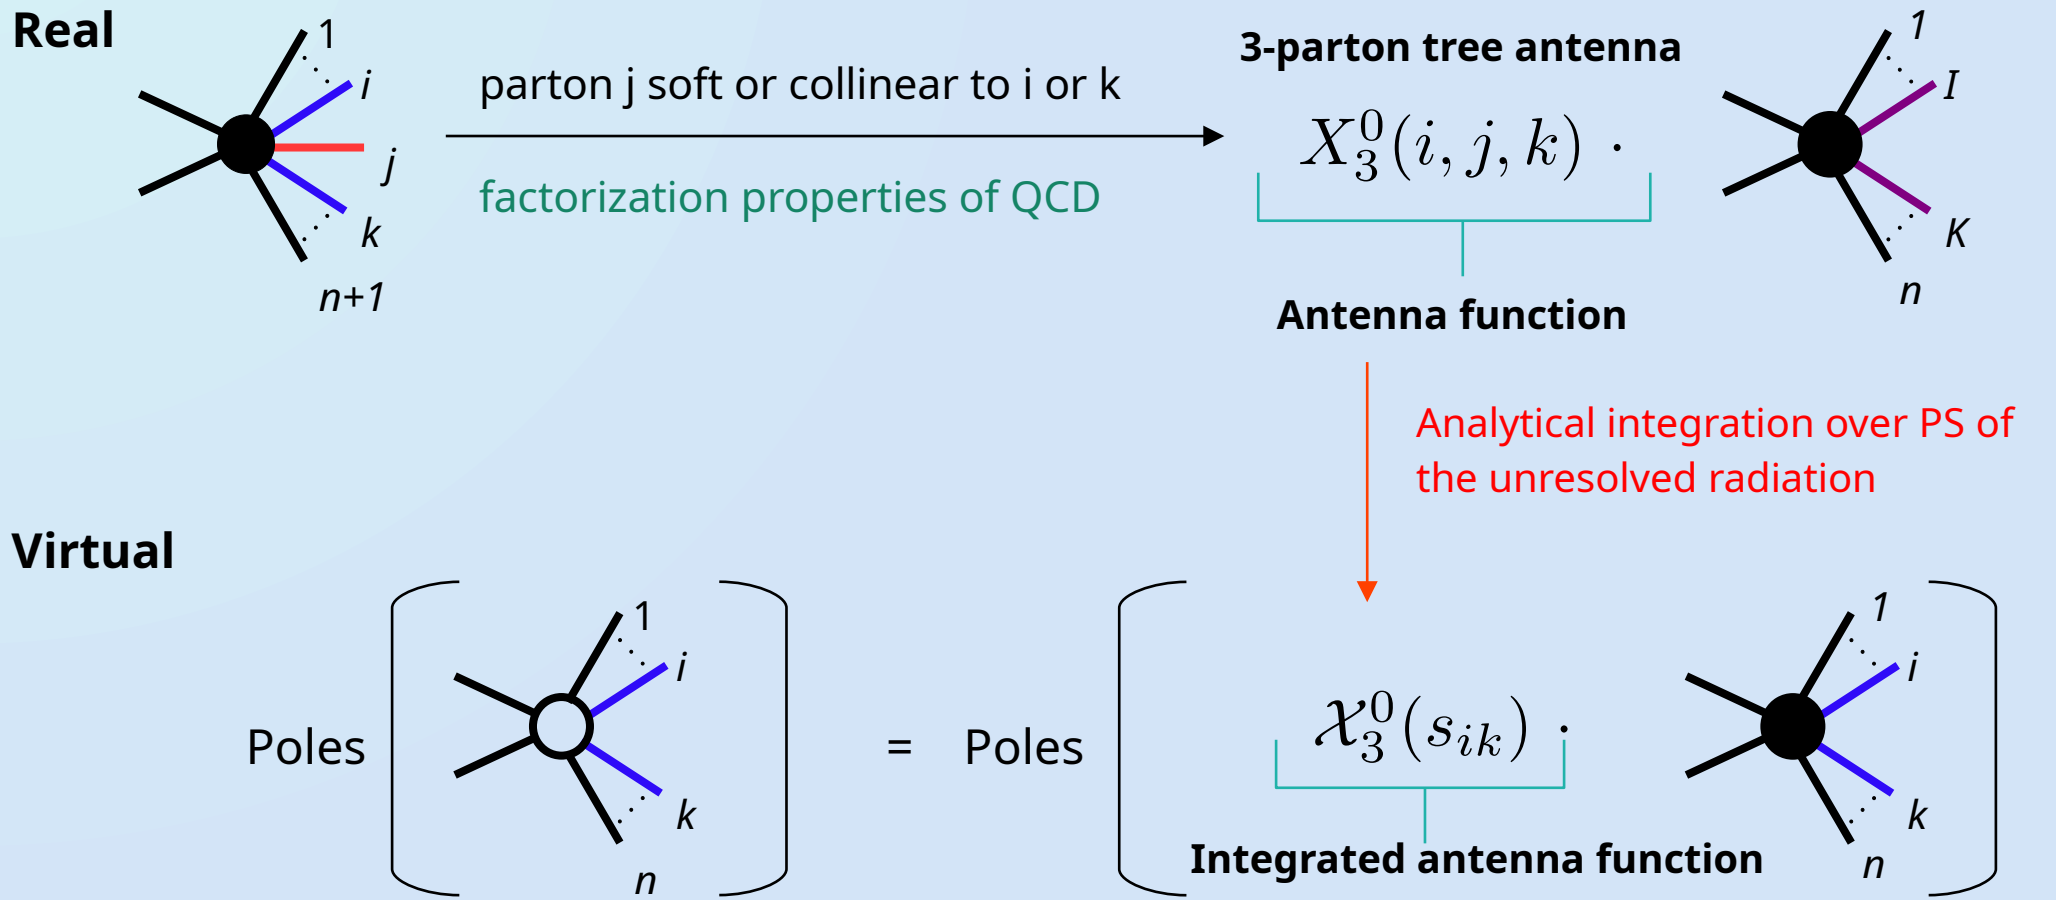 Real
1
i
j
k
n+1
parton j soft or collinear to i or k
factorization properties of QCD
3-parton tree antenna
X_3^0(i, j, k) ·
1
I
K
n
Antenna function
Analytical integration over PS of
the unresolved radiation
Virtual
Poles
1
i
k
n
=
Poles
𝒳_3^0(s_{ik}) ·
Integrated antenna function
1
i
k
n